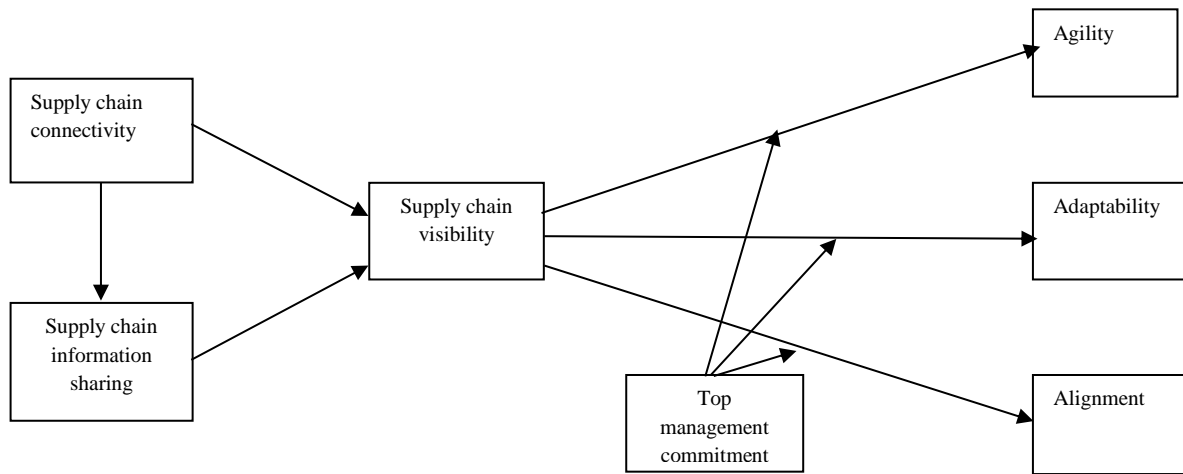 Agility
Supply chain
connectivity
Supply chain
visibility
Adaptability
Supply chain
information
sharing
Top
management
commitment
Alignment